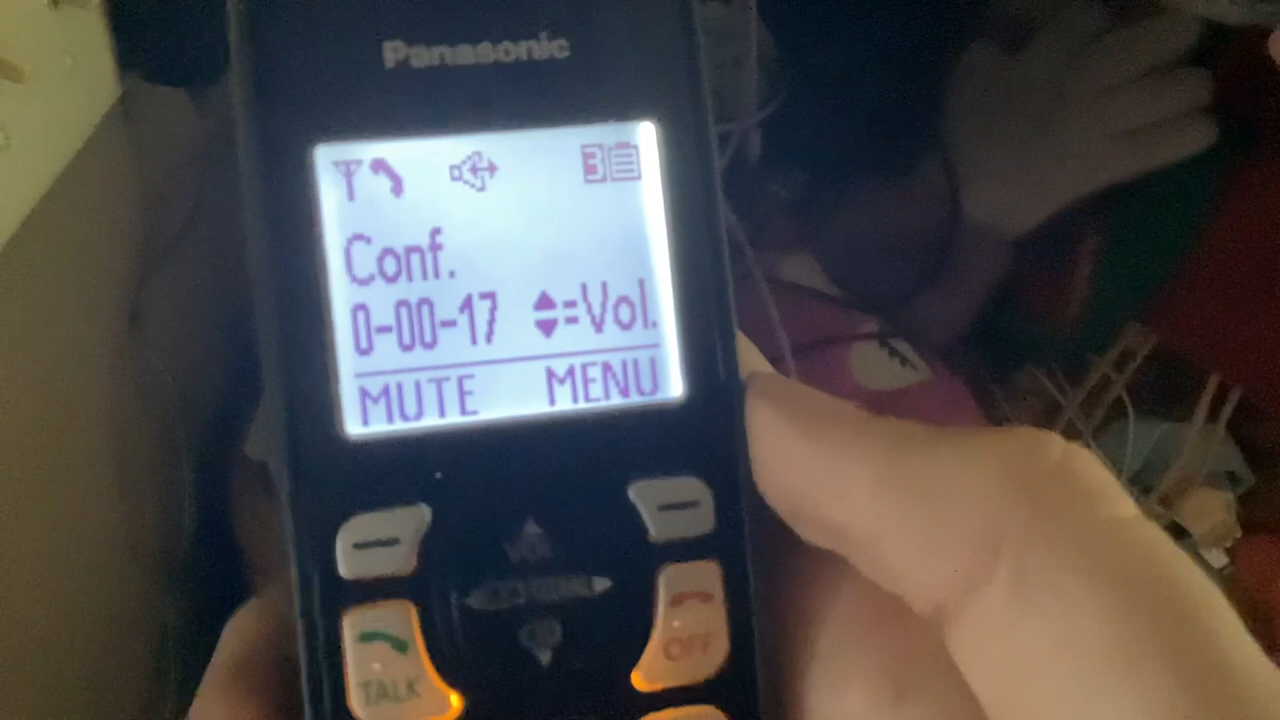 Panasonic
3
Conf.
0-00-17 ▲▼=Vol.
MUTE MENU
TALK OFF